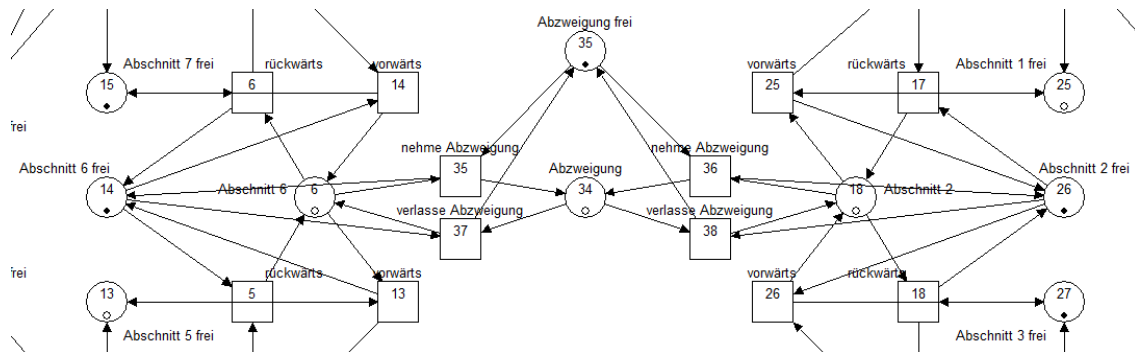 Abzweigung frei
35
Abschnitt 7 frei
rückwärts
vorwärts
vorwärts
rückwärts
Abschnitt 1 frei
15
6
14
25
17
25
frei
nehme Abzweigung
nehme Abzweigung
Abschnitt 6 frei
35
Abzweigung
36
Abschnitt 2 frei
14
Abschnitt 6
6
34
18
Abschnitt 2
26
verlasse Abzweigung
verlasse Abzweigung
37
38
frei
rückwärts
vorwärts
vorwärts
rückwärts
13
5
13
26
18
27
Abschnitt 5 frei
Abschnitt 3 frei